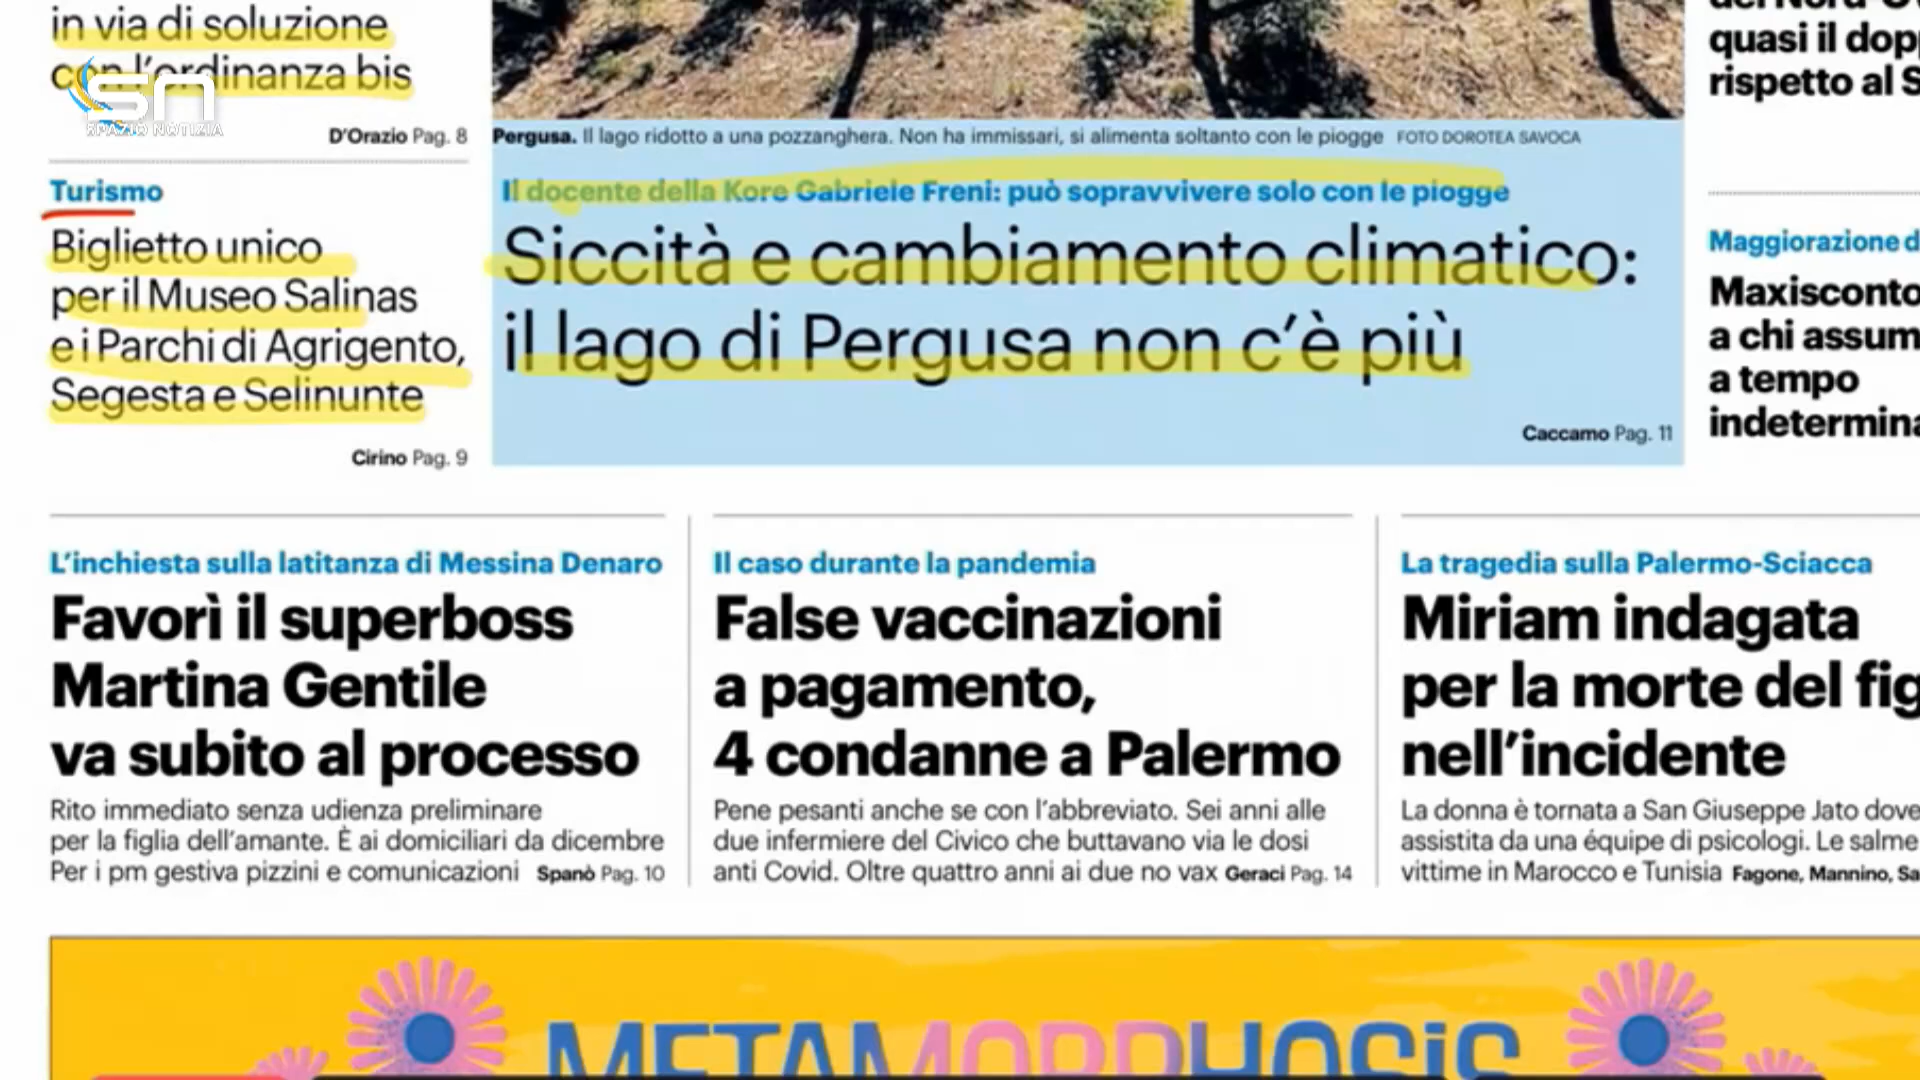 in via di soluzione
con l'ordinanza bis
SN
SPAZIO NOTIZIA
D'Orazio Pag. 8
Turismo
Biglietto unico
per il Museo Salinas
e i Parchi di Agrigento,
Segesta e Selinunte
Cirino Pag. 9
Pergusa. Il lago ridotto a una pozzanghera. Non ha immissari, si alimenta soltanto con le piogge FOTO DOROTEA SAVOCA
Il docente della Kore Gabriele Freni: può sopravvivere solo con le piogge
Siccità e cambiamento climatico:
il lago di Pergusa non c'è più
Caccamo Pag. 11
quasi il dop
rispetto al S
Maggiorazione d
Maxisconto
a chi assum
a tempo
indetermina
L'inchiesta sulla latitanza di Messina Denaro
Favorì il superboss
Martina Gentile
va subito al processo
Rito immediato senza udienza preliminare
per la figlia dell'amante. È ai domiciliari da dicembre
Per i pm gestiva pizzini e comunicazioni Spanò Pag. 10
Il caso durante la pandemia
False vaccinazioni
a pagamento,
4 condanne a Palermo
Pene pesanti anche se con l'abbreviato. Sei anni alle
due infermiere del Civico che buttavano via le dosi
anti Covid. Oltre quattro anni ai due no vax Geraci Pag. 14
La tragedia sulla Palermo-Sciacca
Miriam indagata
per la morte del fig
nell'incidente
La donna è tornata a San Giuseppe Jato dove
assistita da una équipe di psicologi. Le salme
vittime in Marocco e Tunisia Fagone, Mannino, Sa
METAMORPHOSIS